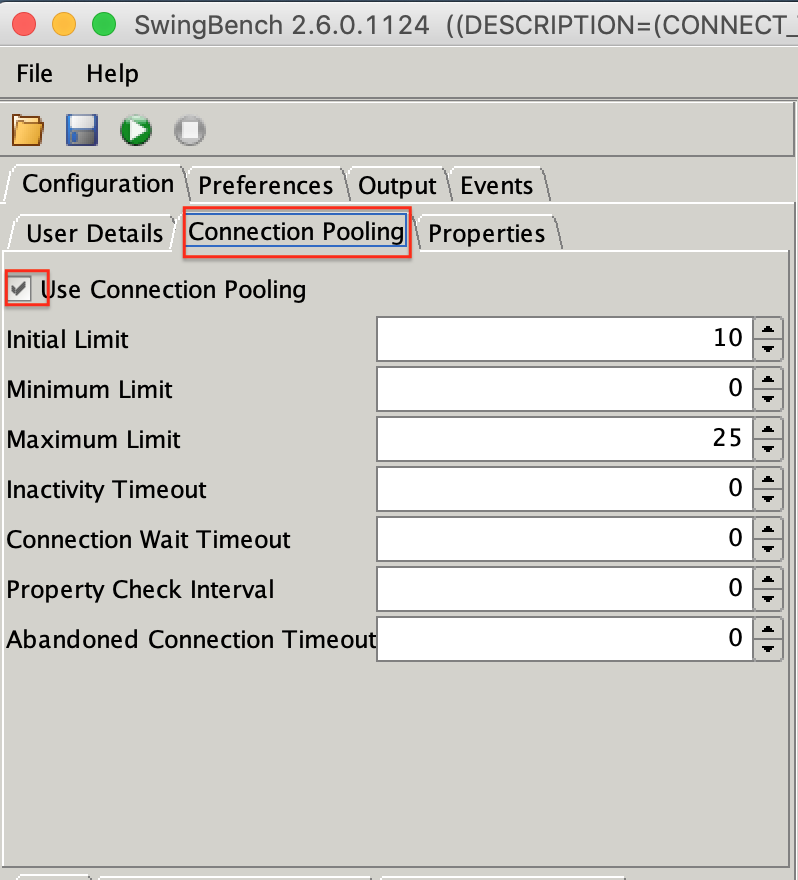 SwingBench 2.6.0.1124 ((DESCRIPTION=(CONNECT_
File Help
Configuration Preferences Output Events
User Details Connection Pooling Properties
Use Connection Pooling
Initial Limit 10
Minimum Limit 0
Maximum Limit 25
Inactivity Timeout 0
Connection Wait Timeout 0
Property Check Interval 0
Abandoned Connection Timeout 0